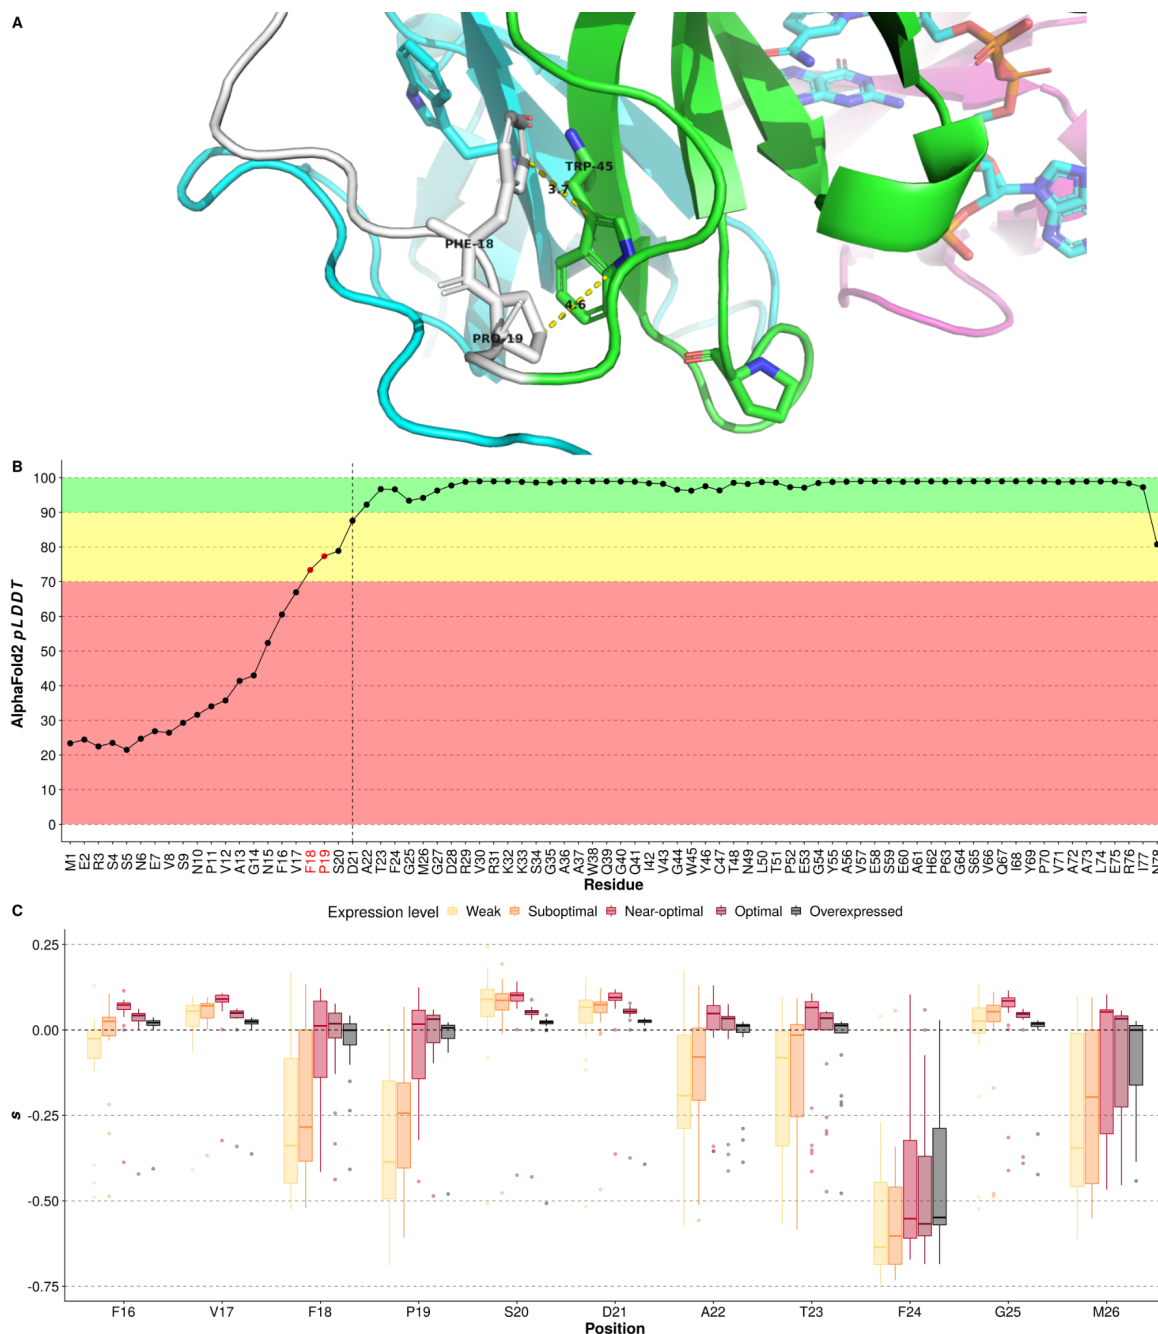 A
TRP-45
3.7
PHE-18
4.6
PRO-19
B
100
90
80
70
60
50
40
30
20
10
0
AlphaFold2 pLDDT
M1 E2 R3 S4 S5 N6 E7 V8 S9 N10 P11 V12 A13 G14 N15 F16 V17 F18 P19 S20 D21 A22 T23 F24 G25 M26 G27 D28 R29 V30 R31 K32 K33 S34 G35 A36 A37 W38 Q39 G40 Q41 I42 V43 G44 W45 Y46 C47 T48 N49 L50 T51 P52 E53 G54 Y55 A56 V57 E58 S59 E60 A61 H62 P63 G64 S65 V66 Q67 I68 Y69 P70 V71 A72 A73 L74 E75 R76 I77 N78
Residue
C
Expression level Weak Suboptimal Near-optimal Optimal Overexpressed
0.25
0.00
-0.25
-0.50
-0.75
s
F16 V17 F18 P19 S20 D21 A22 T23 F24 G25 M26
Position